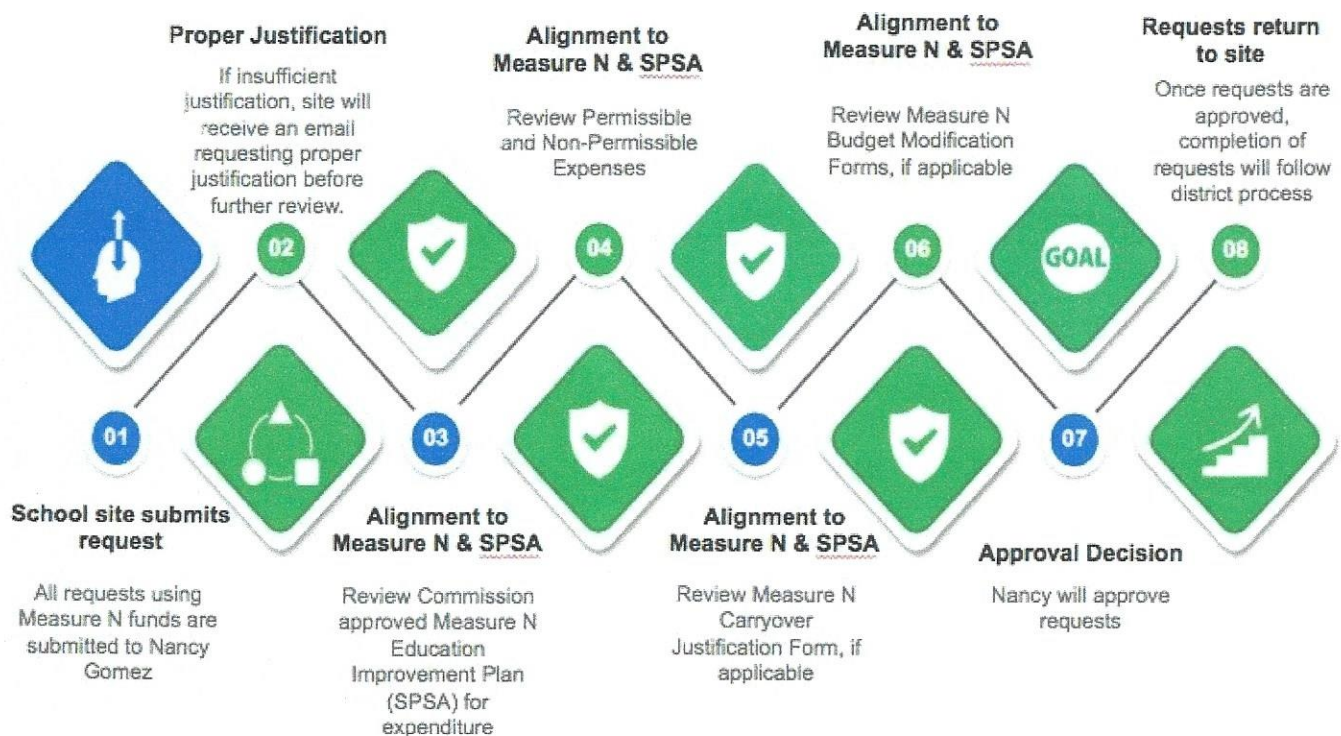 Proper Justification
If insufficient
justification, site will
receive an email
requesting proper
justification before
further review.
Alignment to
Measure N & SPSA
Review Permissible
and Non-Permissible
Expenses
Alignment to
Measure N & SPSA
Review Measure N
Budget Modification
Forms, if applicable
Requests return
to site
Once requests are
approved,
completion of
requests will follow
district process
02
04
06
GOAL
08
01
03
05
07
School site submits
request
All requests using
Measure N funds are
submitted to Nancy
Gomez
Alignment to
Measure N & SPSA
Review Commission
approved Measure N
Education
Improvement Plan
(SPSA) for
expenditure
Alignment to
Measure N & SPSA
Review Measure N
Carryover
Justification Form, if
applicable
Approval Decision
Nancy will approve
requests